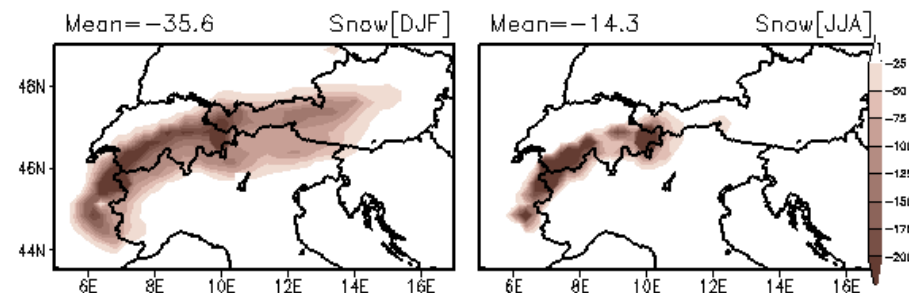 Mean=-35.6 Snow[DJF] Mean=-14.3 Snow[JJA]
48N
46N
44N
6E 8E 10E 12E 14E 16E
6E 8E 10E 12E 14E 16E
-25
-50
-75
-100
-125
-150
-175
-200